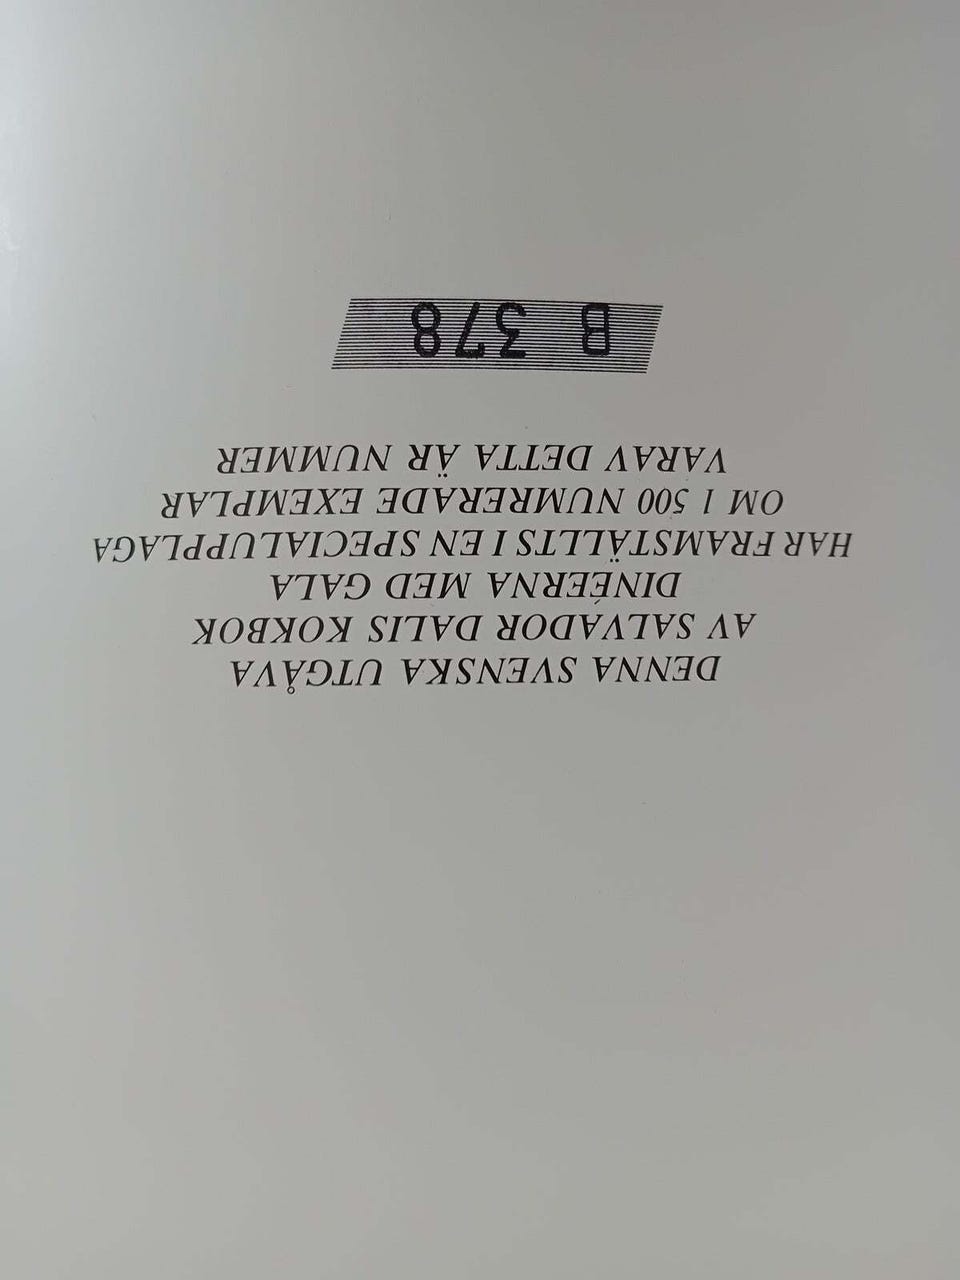 DENNA SVENSKA UTGÅVA
AV SALVADOR DALIS KOKBOK
DINÉERNA MED GALA
HAR FRAMSTÄLLTS I EN SPECIALUPPLAGA
OM 1 500 NUMRERADE EXEMPLAR
VARAV DETTA ÄR NUMMER
B 378